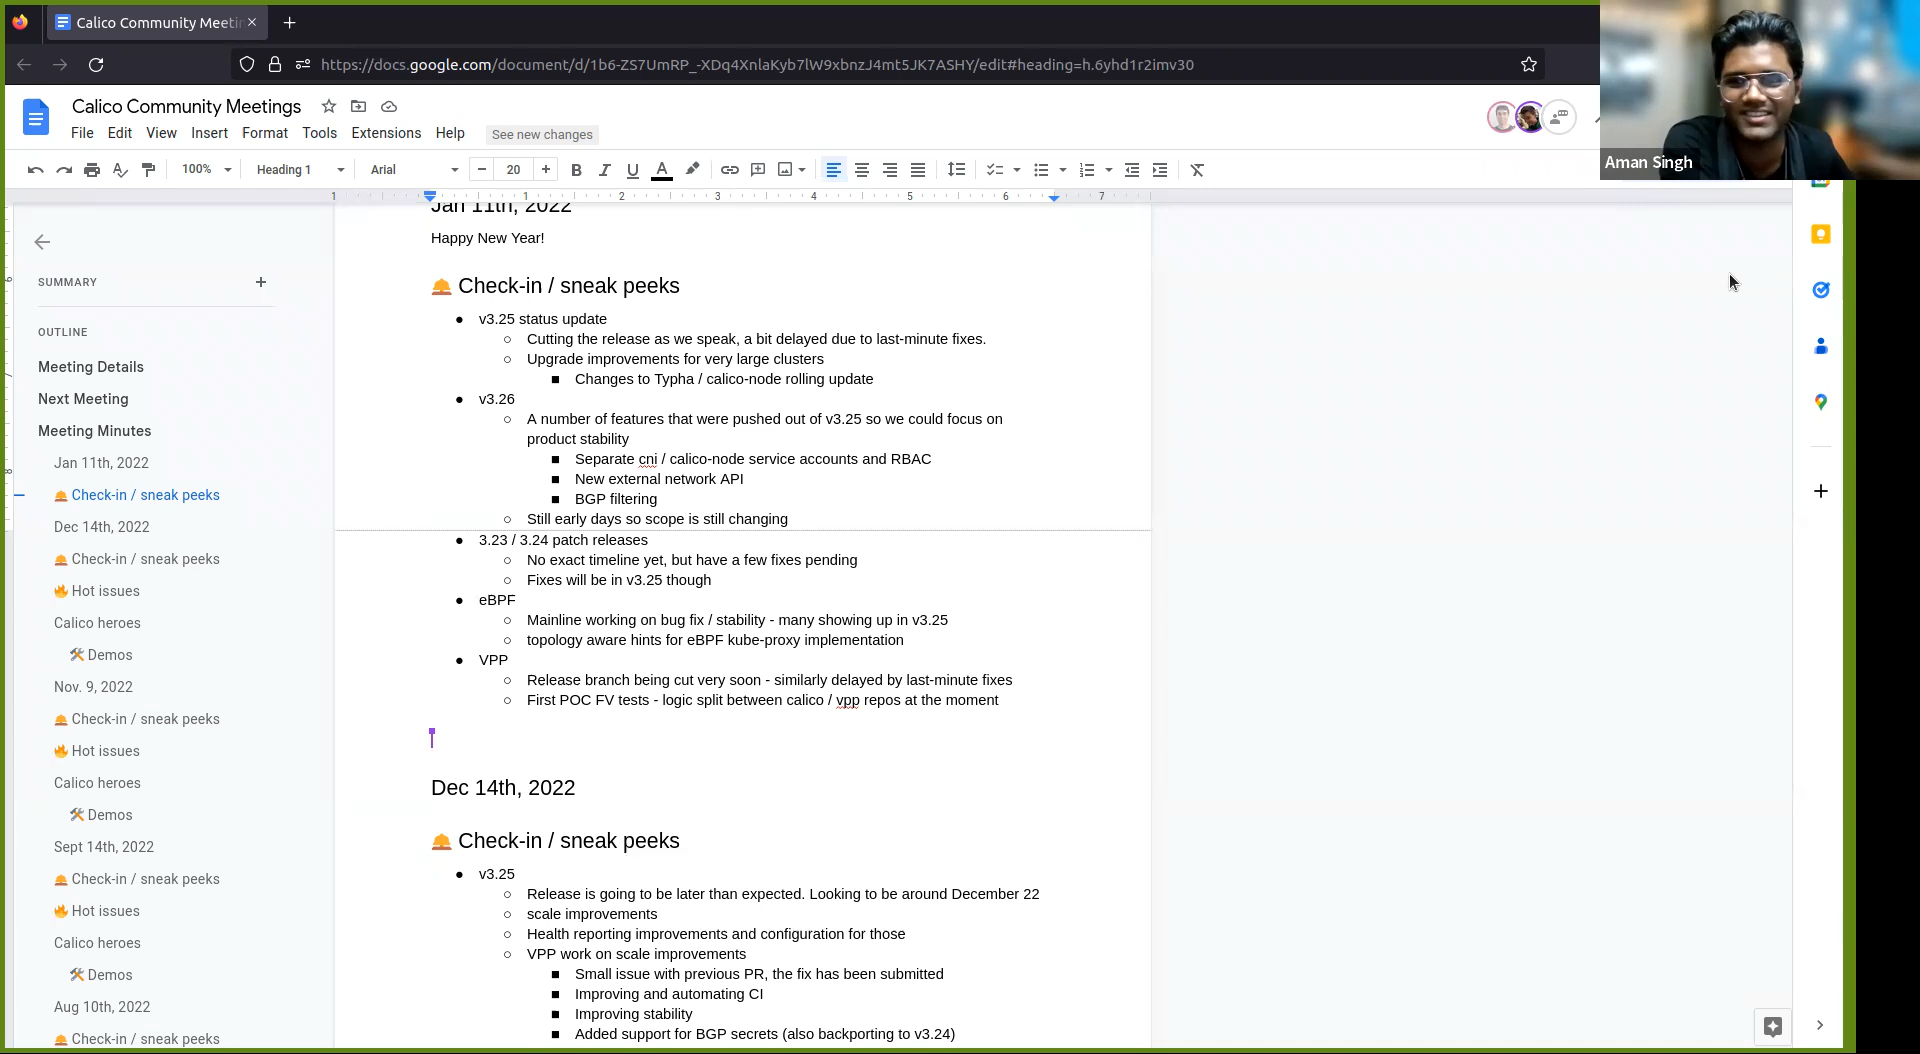 Calico Community Meetin
https://docs.google.com/document/d/1b6-ZS7UmRP_-XDq4XnlaKyb7lW9xbnzJ4mt5JK7ASHY/edit#heading=h.6yhd1r2imv30
Calico Community Meetings
File Edit View Insert Format Tools Extensions Help See new changes
100% Heading 1 Arial 20
Aman Singh
1 1 2 3 4 5 6 7
SUMMARY
OUTLINE
Meeting Details
Next Meeting
Meeting Minutes
Jan 11th, 2022
Check-in / sneak peeks
Dec 14th, 2022
Check-in / sneak peeks
Hot issues
Calico heroes
Demos
Nov. 9, 2022
Check-in / sneak peeks
Hot issues
Calico heroes
Demos
Sept 14th, 2022
Check-in / sneak peeks
Hot issues
Calico heroes
Demos
Aug 10th, 2022
Check-in / sneak peeks
Jan 11th, 2022
Happy New Year!
Check-in / sneak peeks
v3.25 status update
Cutting the release as we speak, a bit delayed due to last-minute fixes.
Upgrade improvements for very large clusters
Changes to Typha / calico-node rolling update
v3.26
A number of features that were pushed out of v3.25 so we could focus on
product stability
Separate cni / calico-node service accounts and RBAC
New external network API
BGP filtering
Still early days so scope is still changing
3.23 / 3.24 patch releases
No exact timeline yet, but have a few fixes pending
Fixes will be in v3.25 though
eBPF
Mainline working on bug fix / stability - many showing up in v3.25
topology aware hints for eBPF kube-proxy implementation
VPP
Release branch being cut very soon - similarly delayed by last-minute fixes
First POC FV tests - logic split between calico / vpp repos at the moment
Dec 14th, 2022
Check-in / sneak peeks
v3.25
Release is going to be later than expected. Looking to be around December 22
scale improvements
Health reporting improvements and configuration for those
VPP work on scale improvements
Small issue with previous PR, the fix has been submitted
Improving and automating CI
Improving stability
Added support for BGP secrets (also backporting to v3.24)